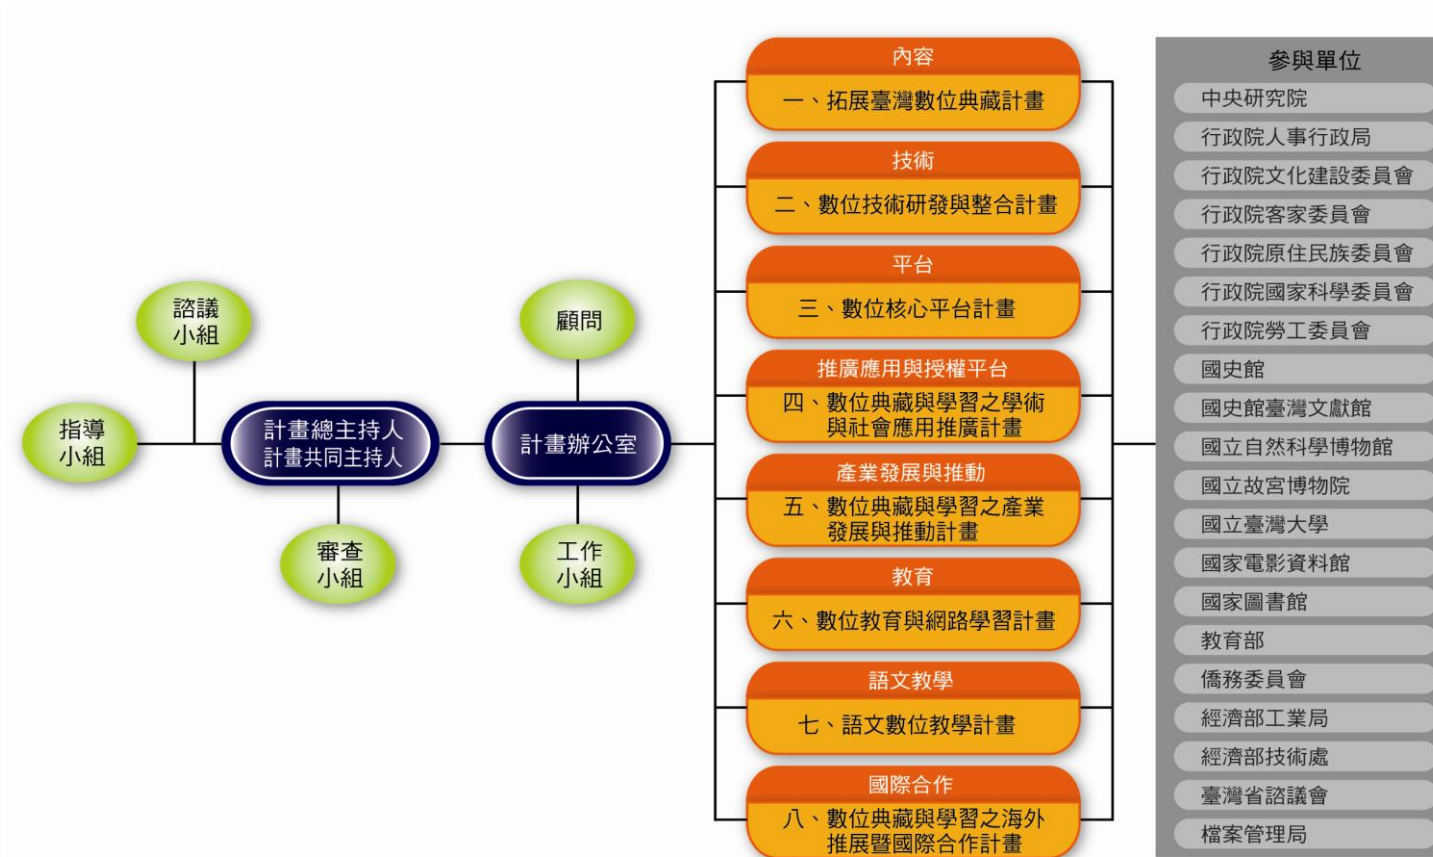 諮議
小組
指導
小組
計畫總主持人
計畫共同主持人
審查
小組
顧問
計畫辦公室
工作
小組
內容
一、拓展臺灣數位典藏計畫
技術
二、數位技術研發與整合計畫
平台
三、數位核心平台計畫
推廣應用與授權平台
四、數位典藏與學習之學術
與社會應用推廣計畫
產業發展與推動
五、數位典藏與學習之產業
發展與推動計畫
教育
六、數位教育與網路學習計畫
語文教學
七、語文數位教學計畫
國際合作
八、數位典藏與學習之海外
推展暨國際合作計畫
參與單位
中央研究院
行政院人事行政局
行政院文化建設委員會
行政院客家委員會
行政院原住民族委員會
行政院國家科學委員會
行政院勞工委員會
國史館
國史館臺灣文獻館
國立自然科學博物館
國立故宮博物院
國立臺灣大學
國家電影資料館
國家圖書館
教育部
僑務委員會
經濟部工業局
經濟部技術處
臺灣省諮議會
檔案管理局